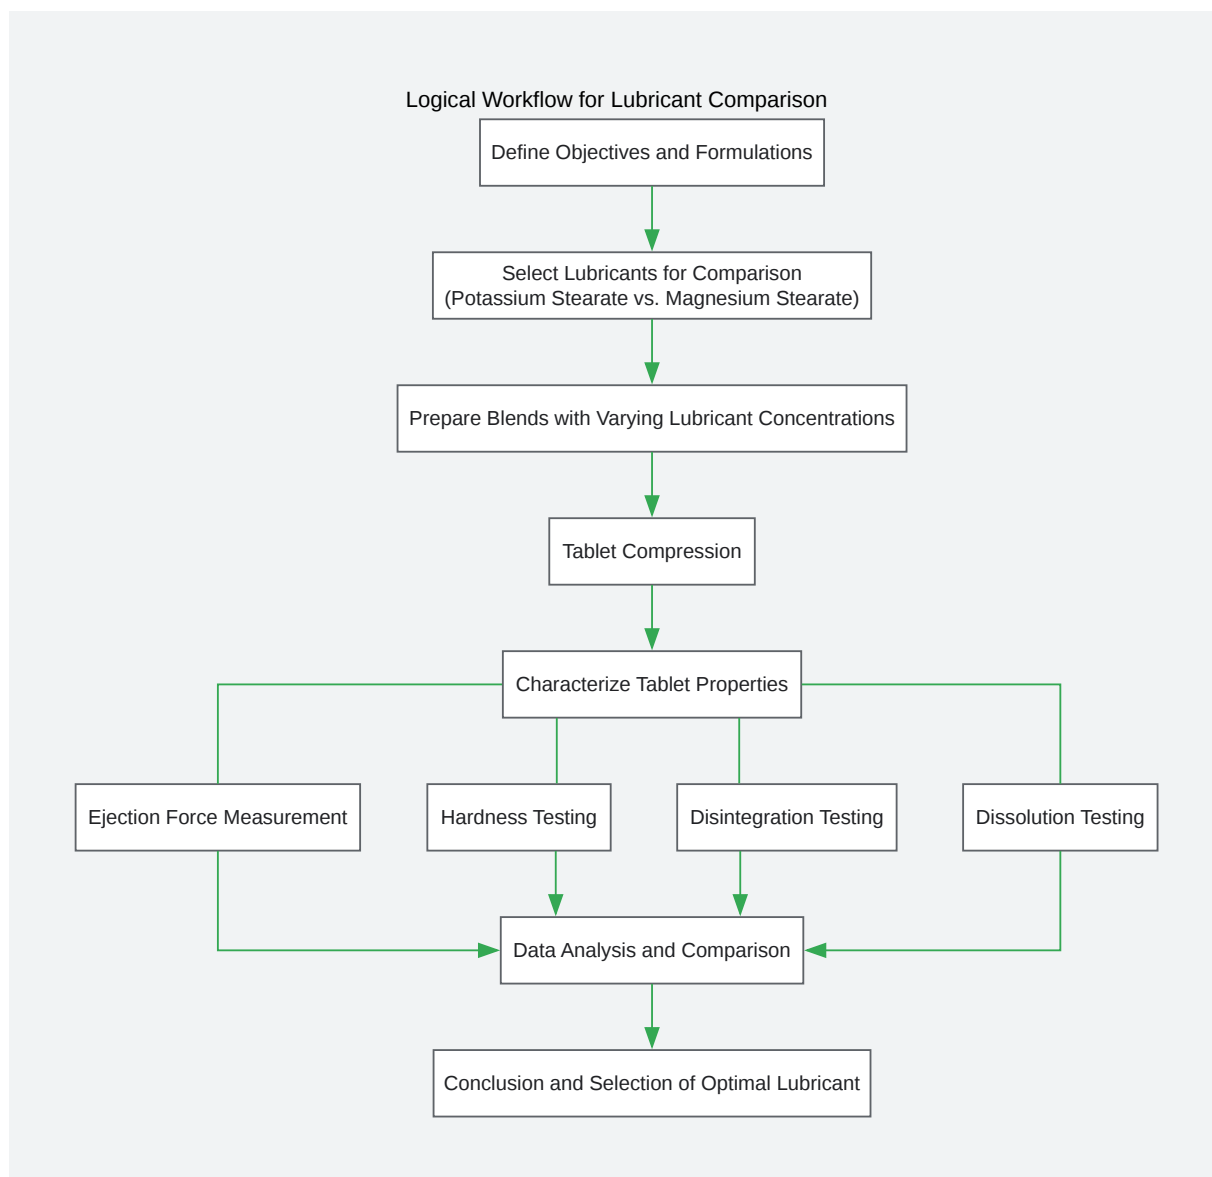 Logical Workflow for Lubricant Comparison
Define Objectives and Formulations
Select Lubricants for Comparison
(Potassium Stearate vs. Magnesium Stearate)
Prepare Blends with Varying Lubricant Concentrations
Tablet Compression
Characterize Tablet Properties
Ejection Force Measurement
Hardness Testing
Disintegration Testing
Dissolution Testing
Data Analysis and Comparison
Conclusion and Selection of Optimal Lubricant